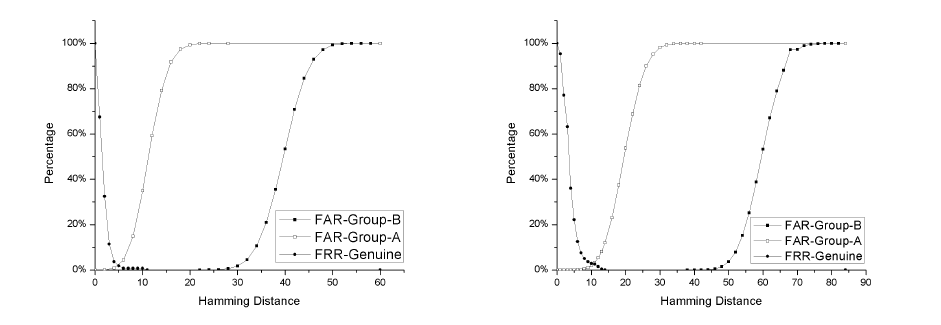 100%
80%
60%
40%
20%
0%
Percentage
0 10 20 30 40 50 60
Hamming Distance
FAR-Group-B
FAR-Group-A
FRR-Genuine
100%
80%
60%
40%
20%
0%
Percentage
0 10 20 30 40 50 60 70 80 90
Hamming Distance
FAR-Group-B
FAR-Group-A
FRR-Genuine